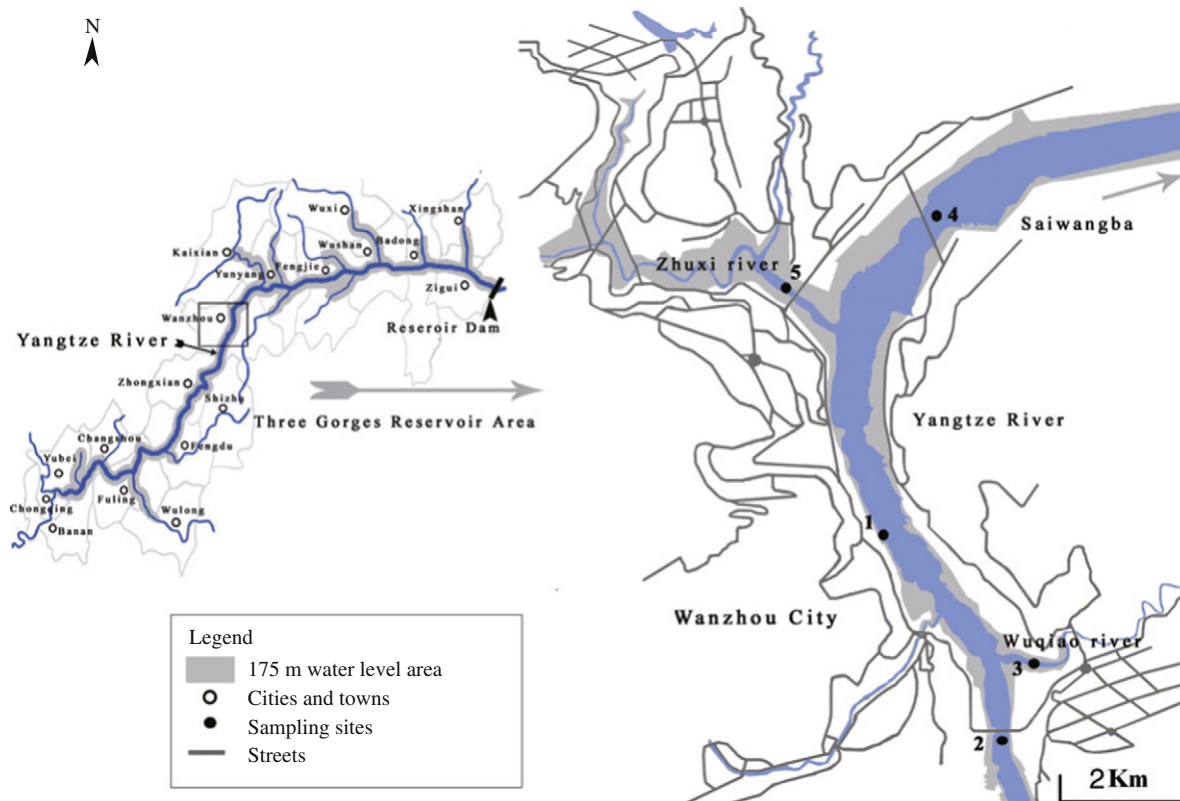 N
Wuxi
Xingshan
Wushan
Badong
Kaixian
Fengjie
Yunyang
Zigui
Wanzhou
Reseroir Dam
Yangtze River
Zhongxian
Shizhu
Three Gorges Reservoir Area
Changshou
Fengdu
Yubei
Fuling
Chongqing
Wulong
Banan
Legend
175 m water level area
Cities and towns
Sampling sites
Streets
4
Saiwangba
Zhuxi river
5
Yangtze River
1
Wanzhou City
Wuqiao river
3
2
2Km